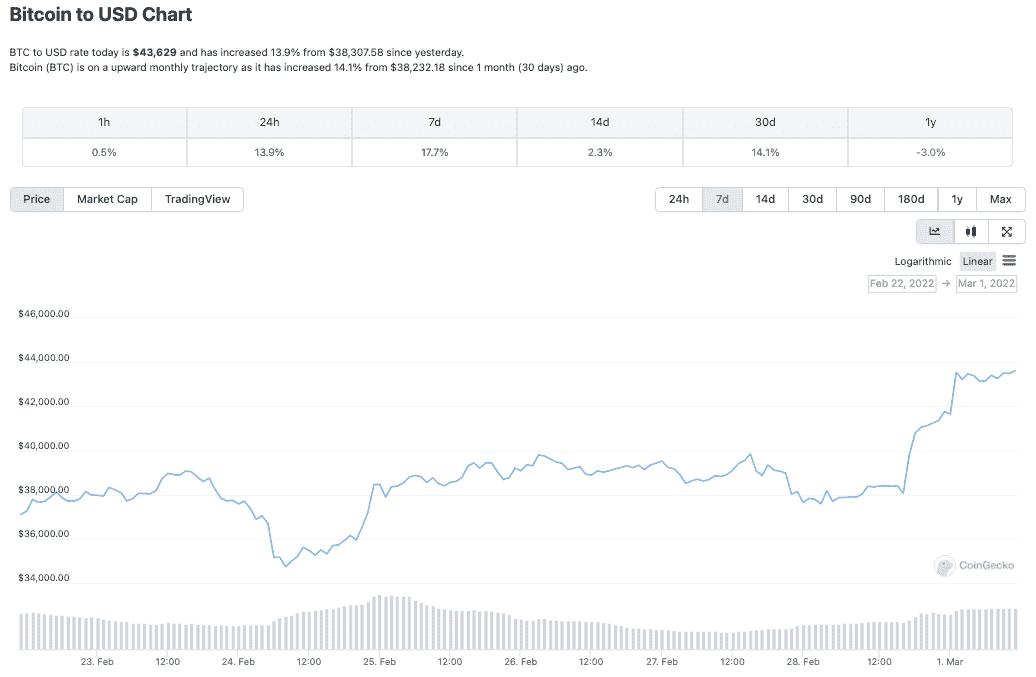 Bitcoin to USD Chart
BTC to USD rate today is $43,629 and has increased 13.9% from $38,307.58 since yesterday.
Bitcoin (BTC) is on a upward monthly trajectory as it has increased 14.1% from $38,232.18 since 1 month (30 days) ago.
1h 24h 7d 14d 30d 1y
0.5% 13.9% 17.7% 2.3% 14.1% -3.0%
Price Market Cap TradingView 24h 7d 14d 30d 90d 180d 1y Max
Logarithmic Linear
Feb 22, 2022 → Mar 1, 2022
$46,000.00
$44,000.00
$42,000.00
$40,000.00
$38,000.00
$36,000.00
CoinGecko
$34,000.00
23. Feb 12:00 24. Feb 12:00 25. Feb 12:00 26. Feb 12:00 27. Feb 12:00 28. Feb 12:00 1. Mar